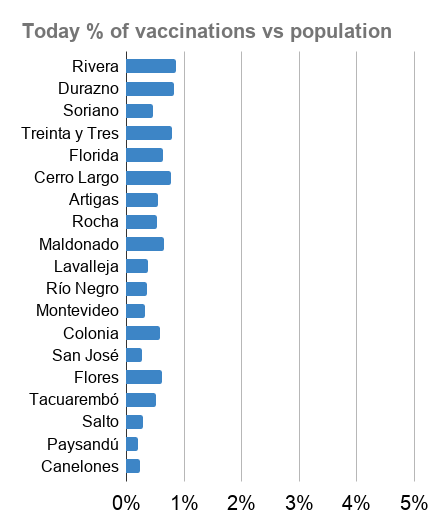 Today % of vaccinations vs population
Rivera
Durazno
Soriano
Treinta y Tres
Florida
Cerro Largo
Artigas
Rocha
Maldonado
Lavalleja
Río Negro
Montevideo
Colonia
San José
Flores
Tacuarembó
Salto
Paysandú
Canelones
0% 1% 2% 3% 4% 5%